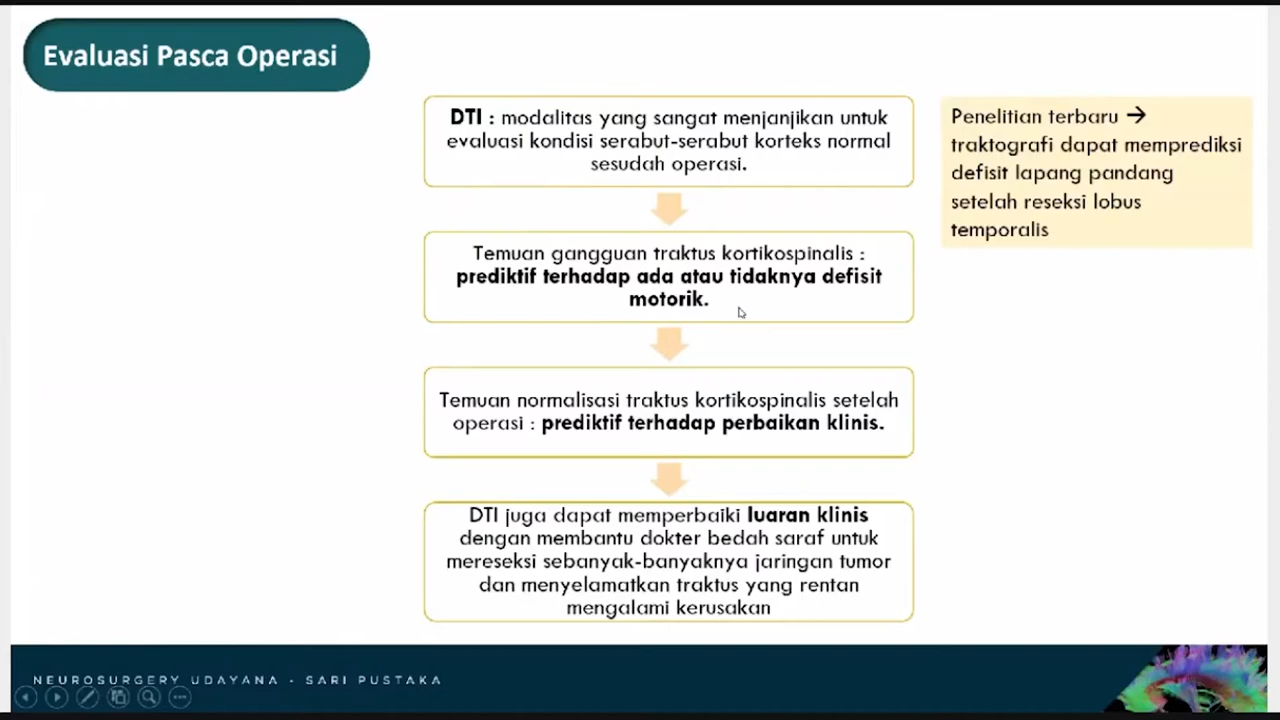 Evaluasi Pasca Operasi
DTI : modalitas yang sangat menjanjikan untuk
evaluasi kondisi serabut-serabut korteks normal
sesudah operasi.
Temuan gangguan traktus kortikospinalis :
prediktif terhadap ada atau tidaknya defisit
motorik.
Temuan normalisasi traktus kortikospinalis setelah
operasi : prediktif terhadap perbaikan klinis.
DTI juga dapat memperbaiki luaran klinis
dengan membantu dokter bedah saraf untuk
mereseksi sebanyak-banyaknya jaringan tumor
dan menyelamatkan traktus yang rentan
mengalami kerusakan
Penelitian terbaru →
traktografi dapat memprediksi
defisit lapang pandang
setelah reseksi lobus
temporalis
NEUROSURGERY UDAYANA - SARI PUSTAKA